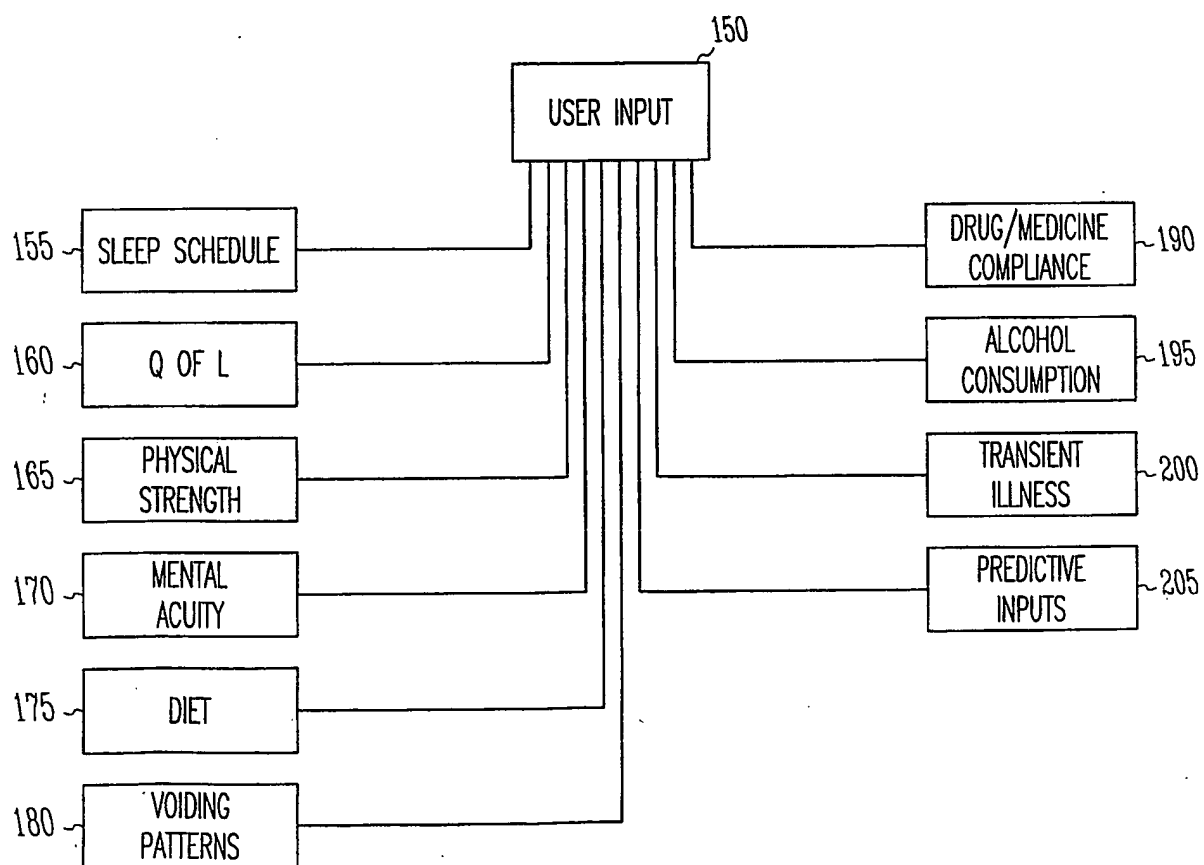 150
USER INPUT
155
SLEEP SCHEDULE
160
Q OF L
165
PHYSICAL
STRENGTH
170
MENTAL
ACUITY
175
DIET
180
VOIDING
PATTERNS
DRUG/MEDICINE
COMPLIANCE
190
ALCOHOL
CONSUMPTION
195
TRANSIENT
ILLNESS
200
PREDICTIVE
INPUTS
205